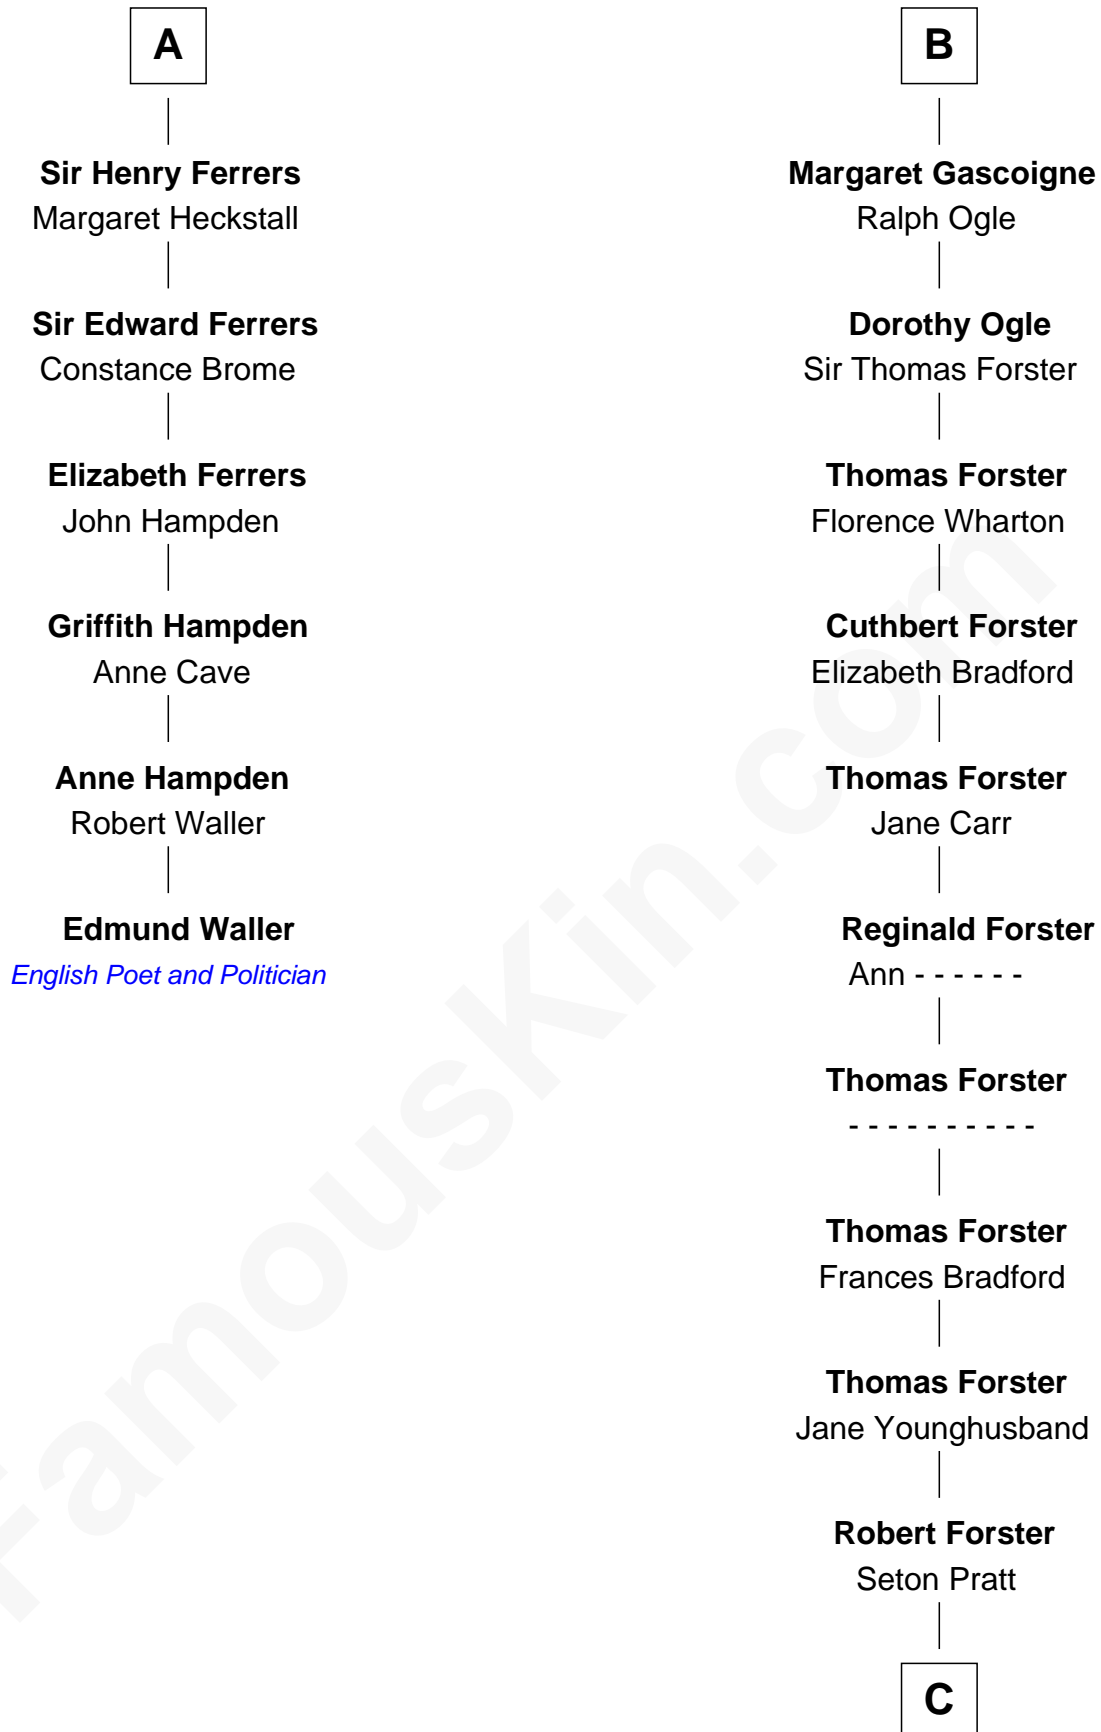 A
Sir Henry Ferrers
Margaret Heckstall
Sir Edward Ferrers
Constance Brome
Elizabeth Ferrers
John Hampden
Griffith Hampden
Anne Cave
Anne Hampden
Robert Waller
Edmund Waller
English Poet and Politician
B
Margaret Gascoigne
Ralph Ogle
Dorothy Ogle
Sir Thomas Forster
Thomas Forster
Florence Wharton
Cuthbert Forster
Elizabeth Bradford
Thomas Forster
Jane Carr
Reginald Forster
Ann - - - - - -
Thomas Forster
- - - - - - - - - -
Thomas Forster
Frances Bradford
Thomas Forster
Jane Younghusband
Robert Forster
Seton Pratt
C
FamousKin.com